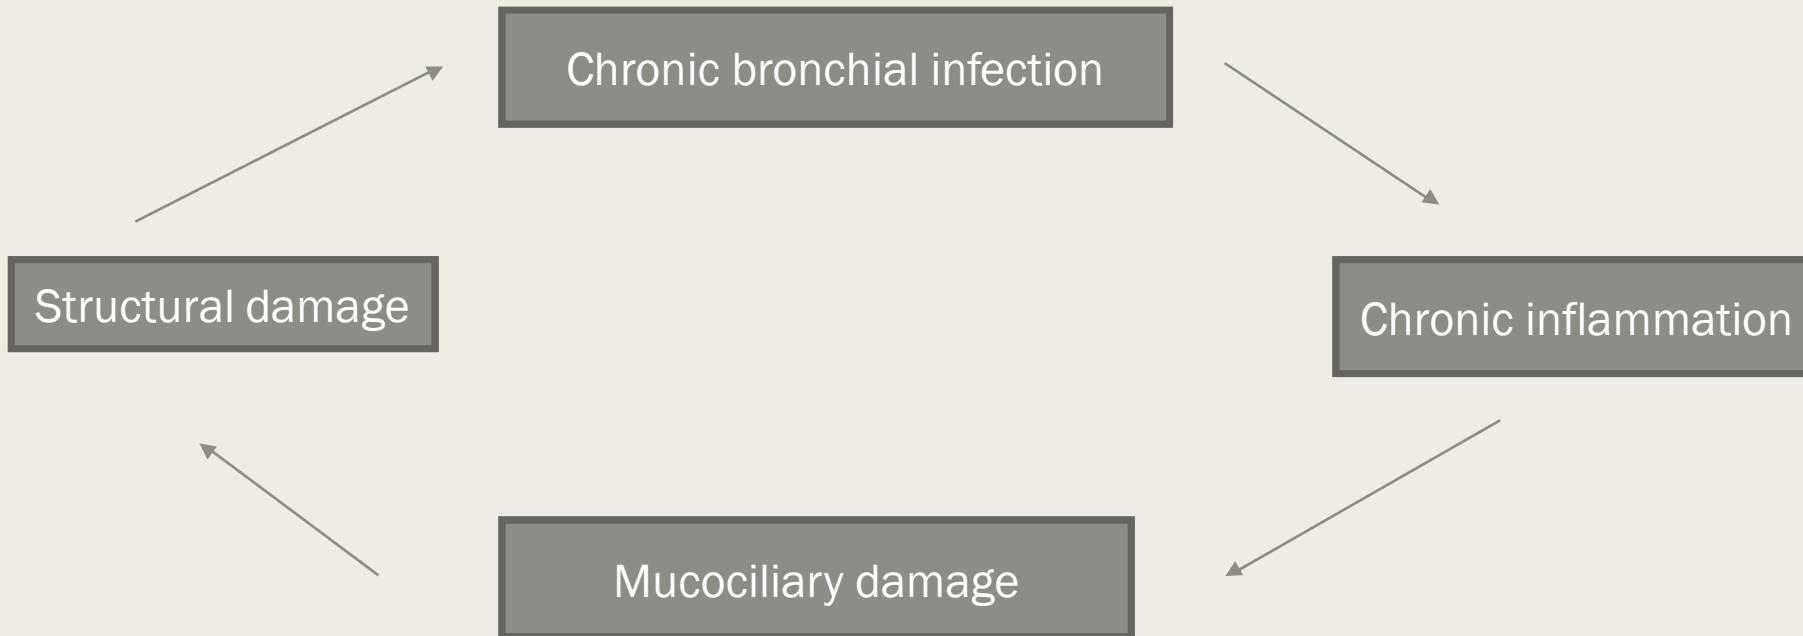 Chronic bronchial infection
Structural damage
Chronic inflammation
Mucociliary damage